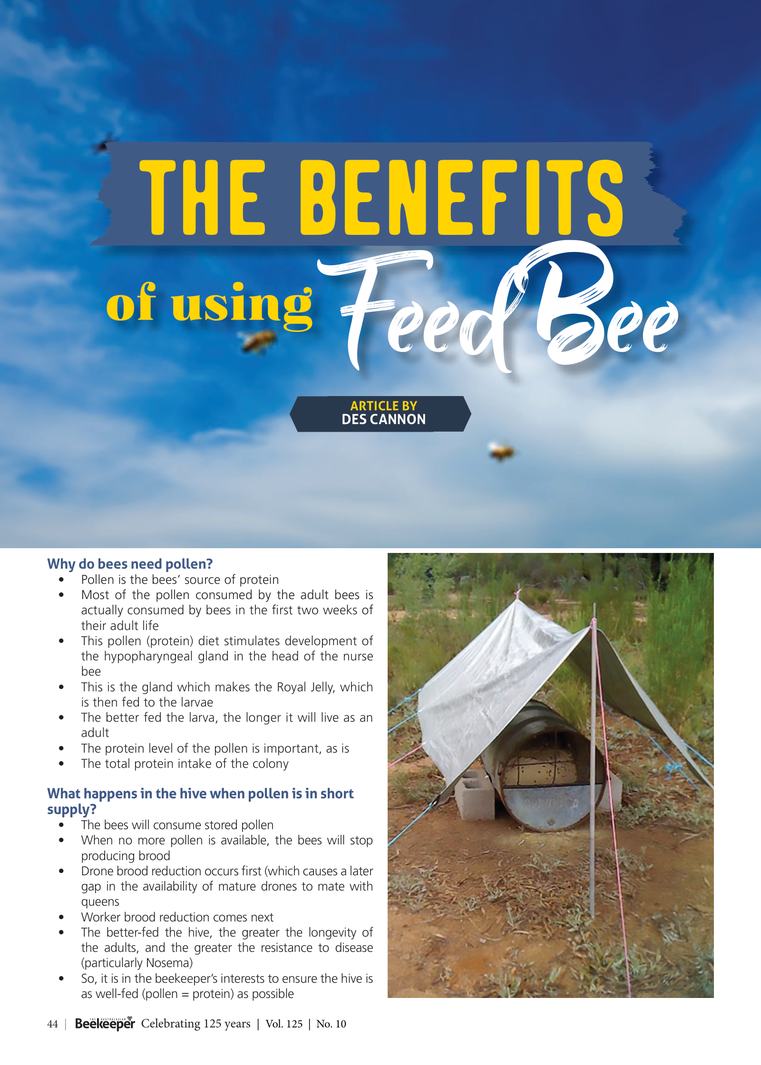 THE BENEFITS
of using FeedBee
ARTICLE BY
DES CANNON
Why do bees need pollen?
• Pollen is the bees’ source of protein
• Most of the pollen consumed by the adult bees is
actually consumed by bees in the first two weeks of
their adult life
• This pollen (protein) diet stimulates development of
the hypopharyngeal gland in the head of the nurse
bee
• This is the gland which makes the Royal Jelly, which
is then fed to the larvae
• The better fed the larva, the longer it will live as an
adult
• The protein level of the pollen is important, as is
• The total protein intake of the colony
What happens in the hive when pollen is in short
supply?
• The bees will consume stored pollen
• When no more pollen is available, the bees will stop
producing brood
• Drone brood reduction occurs first (which causes a later
gap in the availability of mature drones to mate with
queens
• Worker brood reduction comes next
• The better-fed the hive, the greater the longevity of
the adults, and the greater the resistance to disease
(particularly Nosema)
• So, it is in the beekeeper’s interests to ensure the hive is
as well-fed (pollen = protein) as possible
44 | Beekeeper Celebrating 125 years | Vol. 125 | No. 10